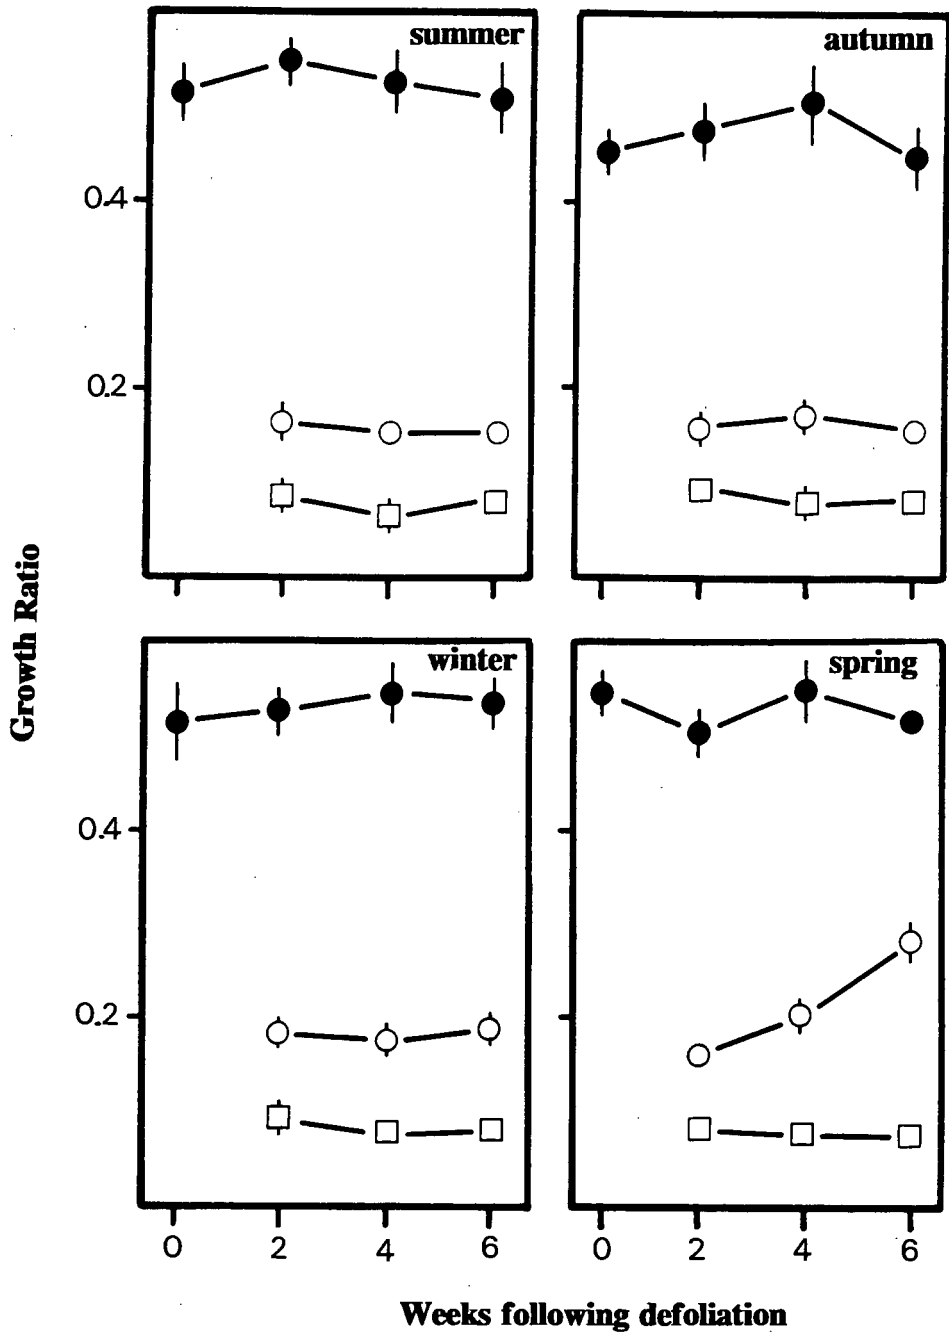 summer
autumn
0.4
0.2
Growth Ratio
winter
spring
0.4
0.2
0 2 4 6 0 2 4 6
Weeks following defoliation